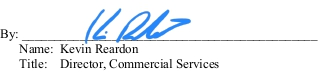 By:
Name: Kevin Reardon
Title: Director, Commercial Services